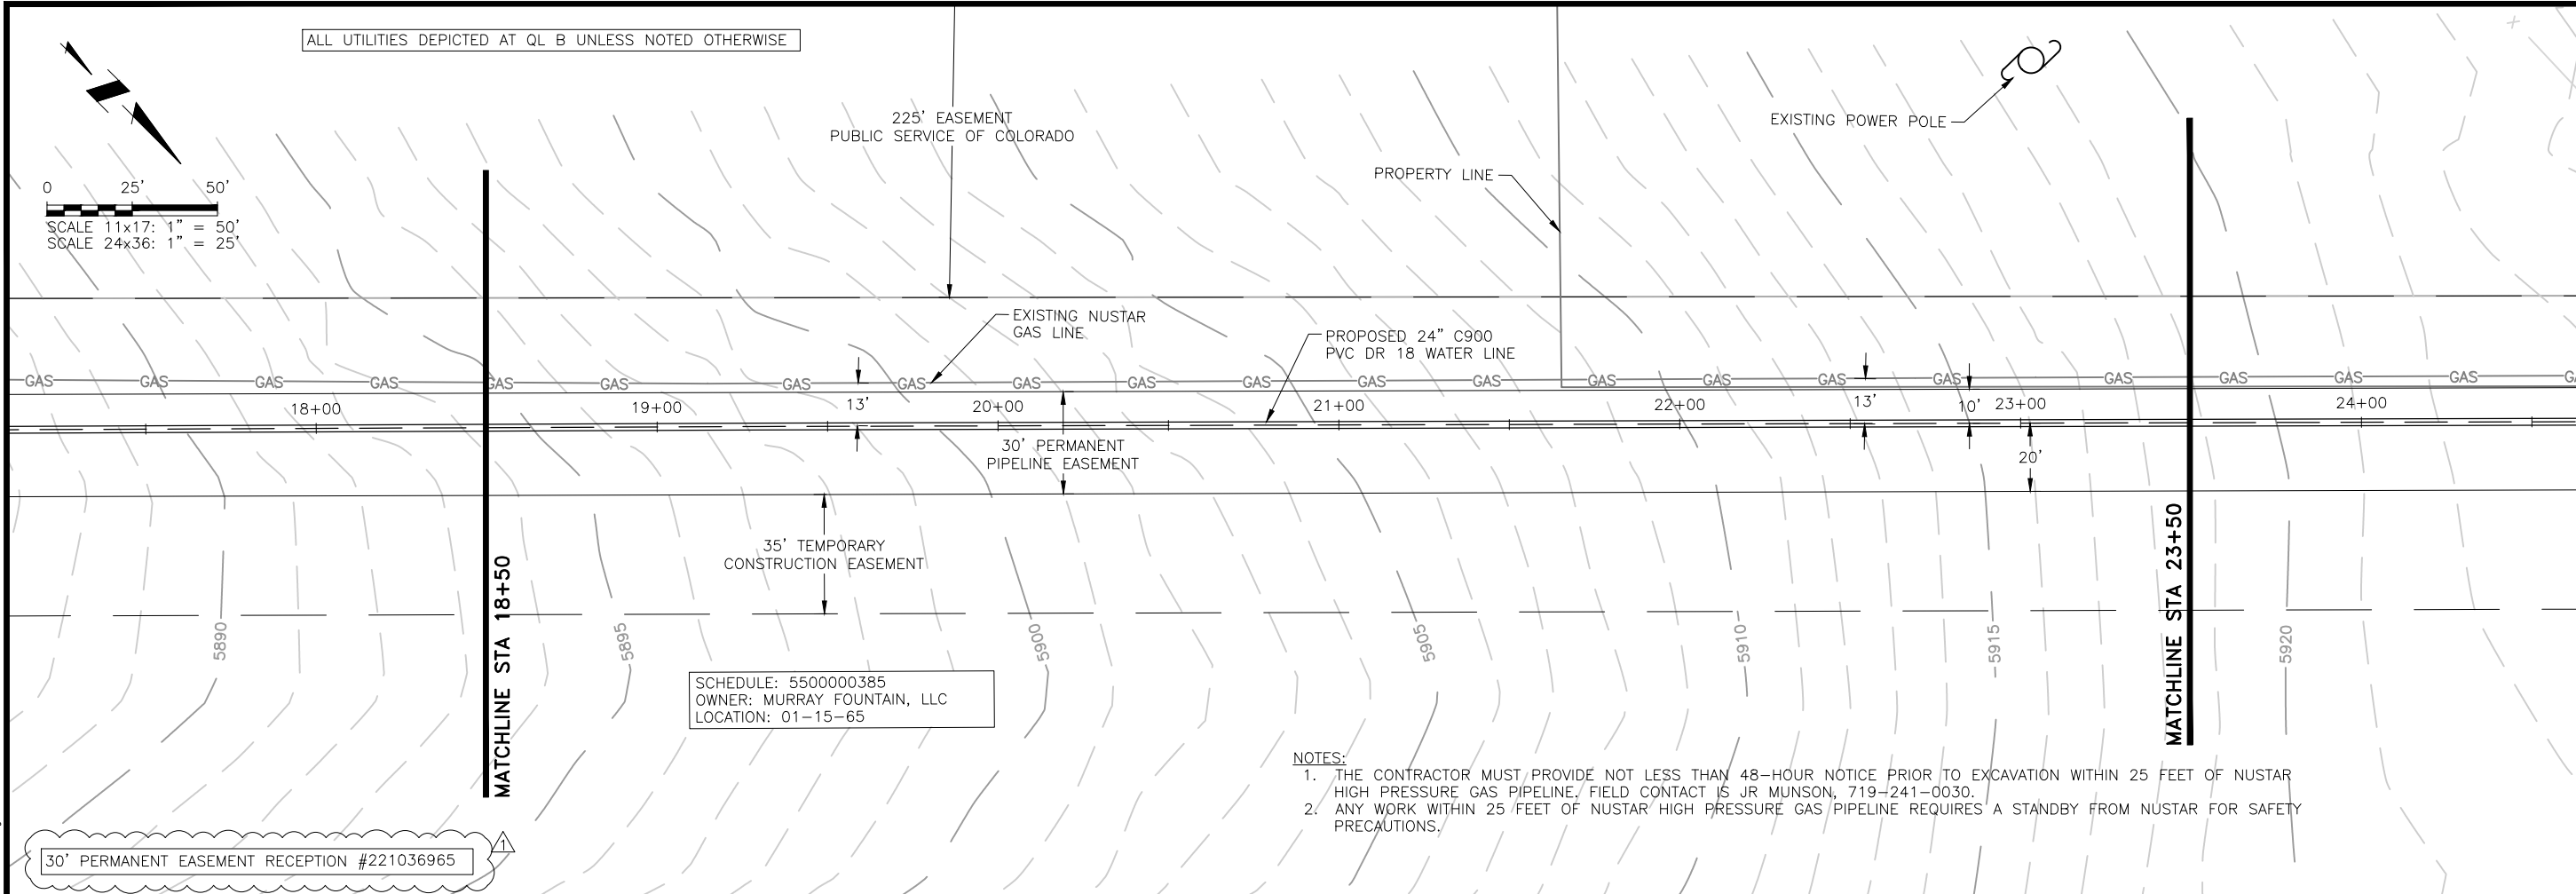 ALL UTILITIES DEPICTED AT QL B UNLESS NOTED OTHERWISE
0 25' 50'
SCALE 11x17: 1" = 50'
SCALE 24x36: 1" = 25'
225' EASEMENT
PUBLIC SERVICE OF COLORADO
EXISTING POWER POLE
PROPERTY LINE
EXISTING NUSTAR
GAS LINE
PROPOSED 24" C900
PVC DR 18 WATER LINE
GAS GAS GAS GAS GAS GAS GAS GAS GAS GAS GAS GAS GAS GAS GAS GAS GAS GAS GAS GAS GAS
18+00 19+00 13' 20+00 21+00 22+00 13' 10' 23+00 24+00
30' PERMANENT
PIPELINE EASEMENT
20'
35' TEMPORARY
CONSTRUCTION EASEMENT
MATCHLINE STA 18+50
MATCHLINE STA 23+50
5890 5895 5900 5905 5910 5915 5920
SCHEDULE: 5500000385
OWNER: MURRAY FOUNTAIN, LLC
LOCATION: 01-15-65
NOTES:
1. THE CONTRACTOR MUST PROVIDE NOT LESS THAN 48-HOUR NOTICE PRIOR TO EXCAVATION WITHIN 25 FEET OF NUSTAR
HIGH PRESSURE GAS PIPELINE. FIELD CONTACT IS JR MUNSON, 719-241-0030.
2. ANY WORK WITHIN 25 FEET OF NUSTAR HIGH PRESSURE GAS PIPELINE REQUIRES A STANDBY FROM NUSTAR FOR SAFETY
PRECAUTIONS.
1
30' PERMANENT EASEMENT RECEPTION #221036965